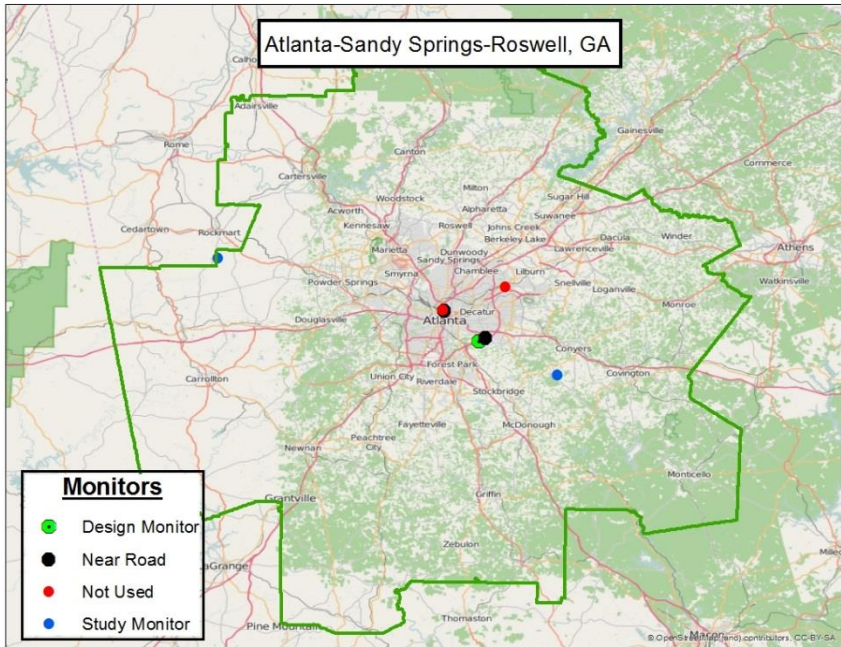 Atlanta-Sandy Springs-Roswell, GA
Calho
Adairsville
Rome
Gainesville
Commerce
Canton
Cartersville
Woodstock
Milton
Sugar Hill
Acworth
Alpharetta
Suwanee
Cedartown
Rockmart
Kennesaw
Roswell
Johns Creek
Berkeley Lake
Dacula
Winder
Athens
Marietta
Dunwoody
Lawrenceville
Sandy Springs
Smyrna
Chamblee
Lilburn
Powder Springs
Snellville
Watkinsville
Loganville
Monroe
Douglasville
Atlanta
Decatur
Conyers
Forest Park
Carrollton
Union City
Riverdale
Covington
Stockbridge
Fayetteville
McDonough
Newnan
Peachtree
City
Monticello
Grantville
Griffin
Zebulon
LaGrange
Thomaston
Pine Mountain
Macon
Monitors
Design Monitor
Near Road
Not Used
Study Monitor
© OpenStreetMap (and) contributors, CC-BY-SA